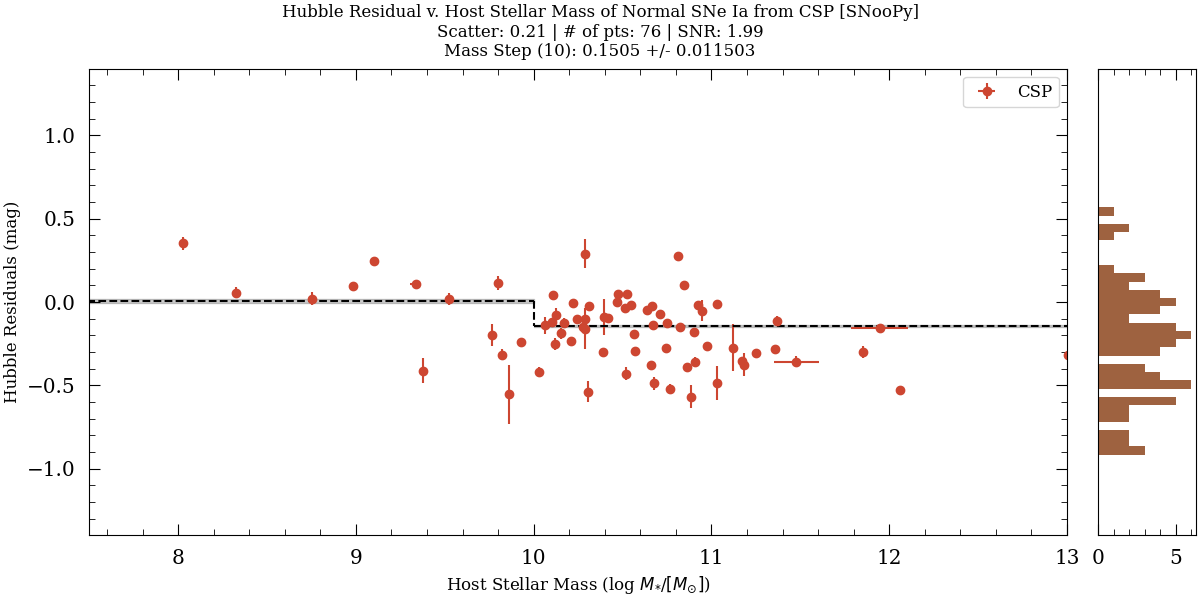 Hubble Residual v. Host Stellar Mass of Normal SNe Ia from CSP [SNooPy]
Scatter: 0.21 | # of pts: 76 | SNR: 1.99
Mass Step (10): 0.1505 +/- 0.011503
CSP
Hubble Residuals (mag)
1.0
0.5
0.0
−0.5
−1.0
8 9 10 11 12 13
0 5
Host Stellar Mass (log M*/[M⊙])